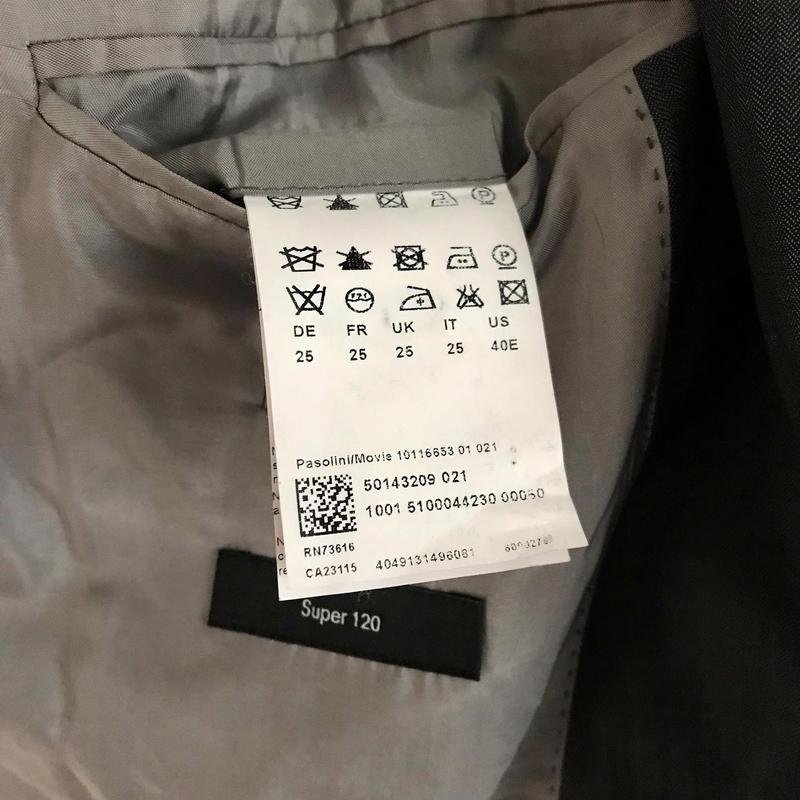 DE FR UK IT US
25 25 25 25 40E
Pasolini/Movie 10116653 01 021
50143209 021
1001 5100044230 00050
RN73616
CA23115 4049131496081
Super 120